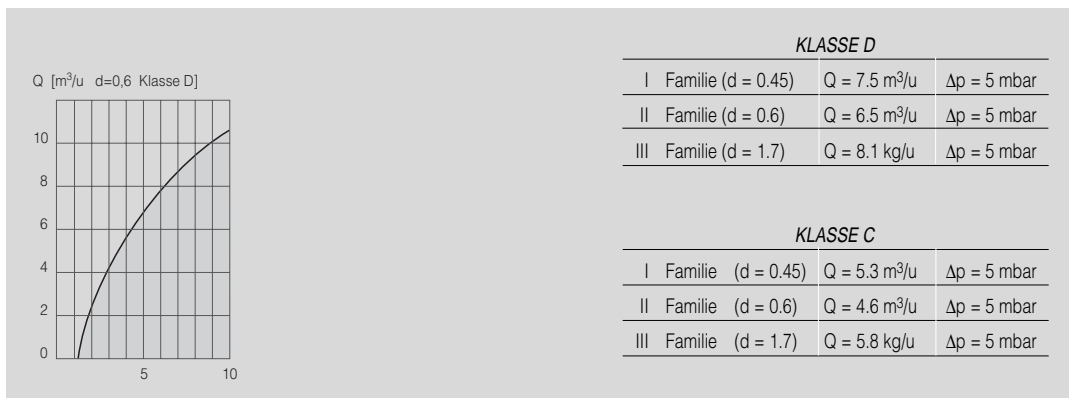 Q [m³/u d=0,6 Klasse D]
10
8
6
4
2
0
5 10
KLASSE D
I Familie (d = 0.45) Q = 7.5 m³/u Δp = 5 mbar
II Familie (d = 0.6) Q = 6.5 m³/u Δp = 5 mbar
III Familie (d = 1.7) Q = 8.1 kg/u Δp = 5 mbar
KLASSE C
I Familie (d = 0.45) Q = 5.3 m³/u Δp = 5 mbar
II Familie (d = 0.6) Q = 4.6 m³/u Δp = 5 mbar
III Familie (d = 1.7) Q = 5.8 kg/u Δp = 5 mbar